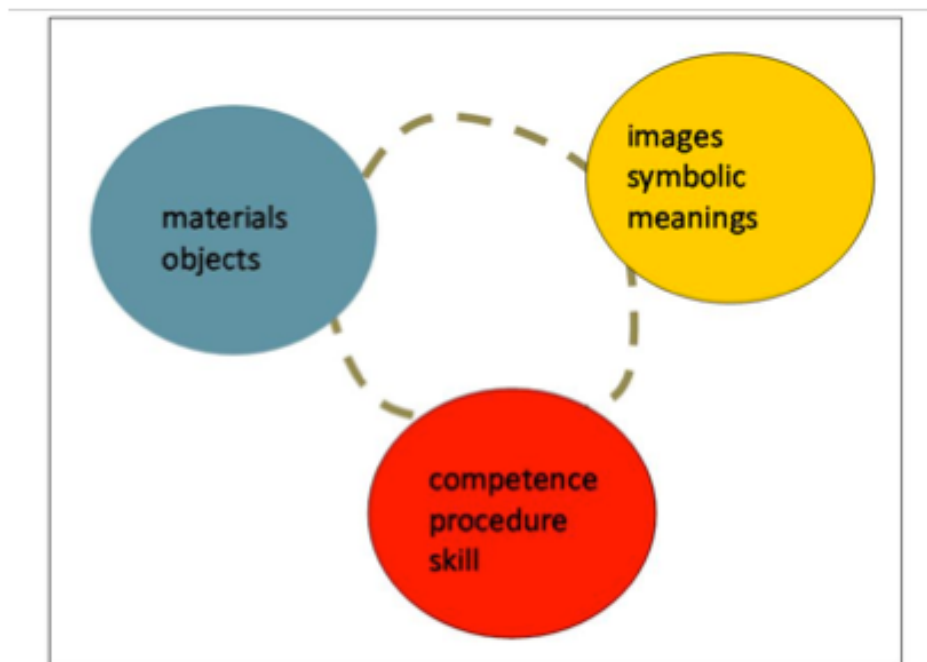 materials
objects
images
symbolic
meanings
competence
procedure
skill